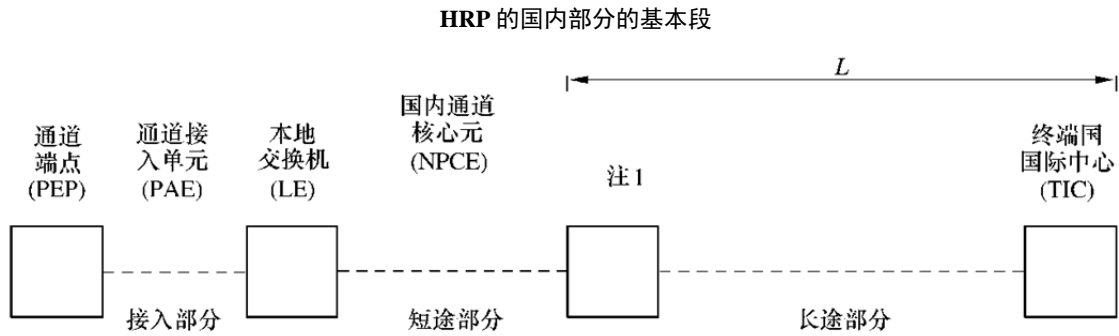 HRP 的国内部分的基本段
L
通道
端点
(PEP)
通道接
入单元
(PAE)
本地
交换机
(LE)
国内通道
核心元
(NPCE)
注1
终端国
国际中心
(TIC)
接入部分
短途部分
长途部分